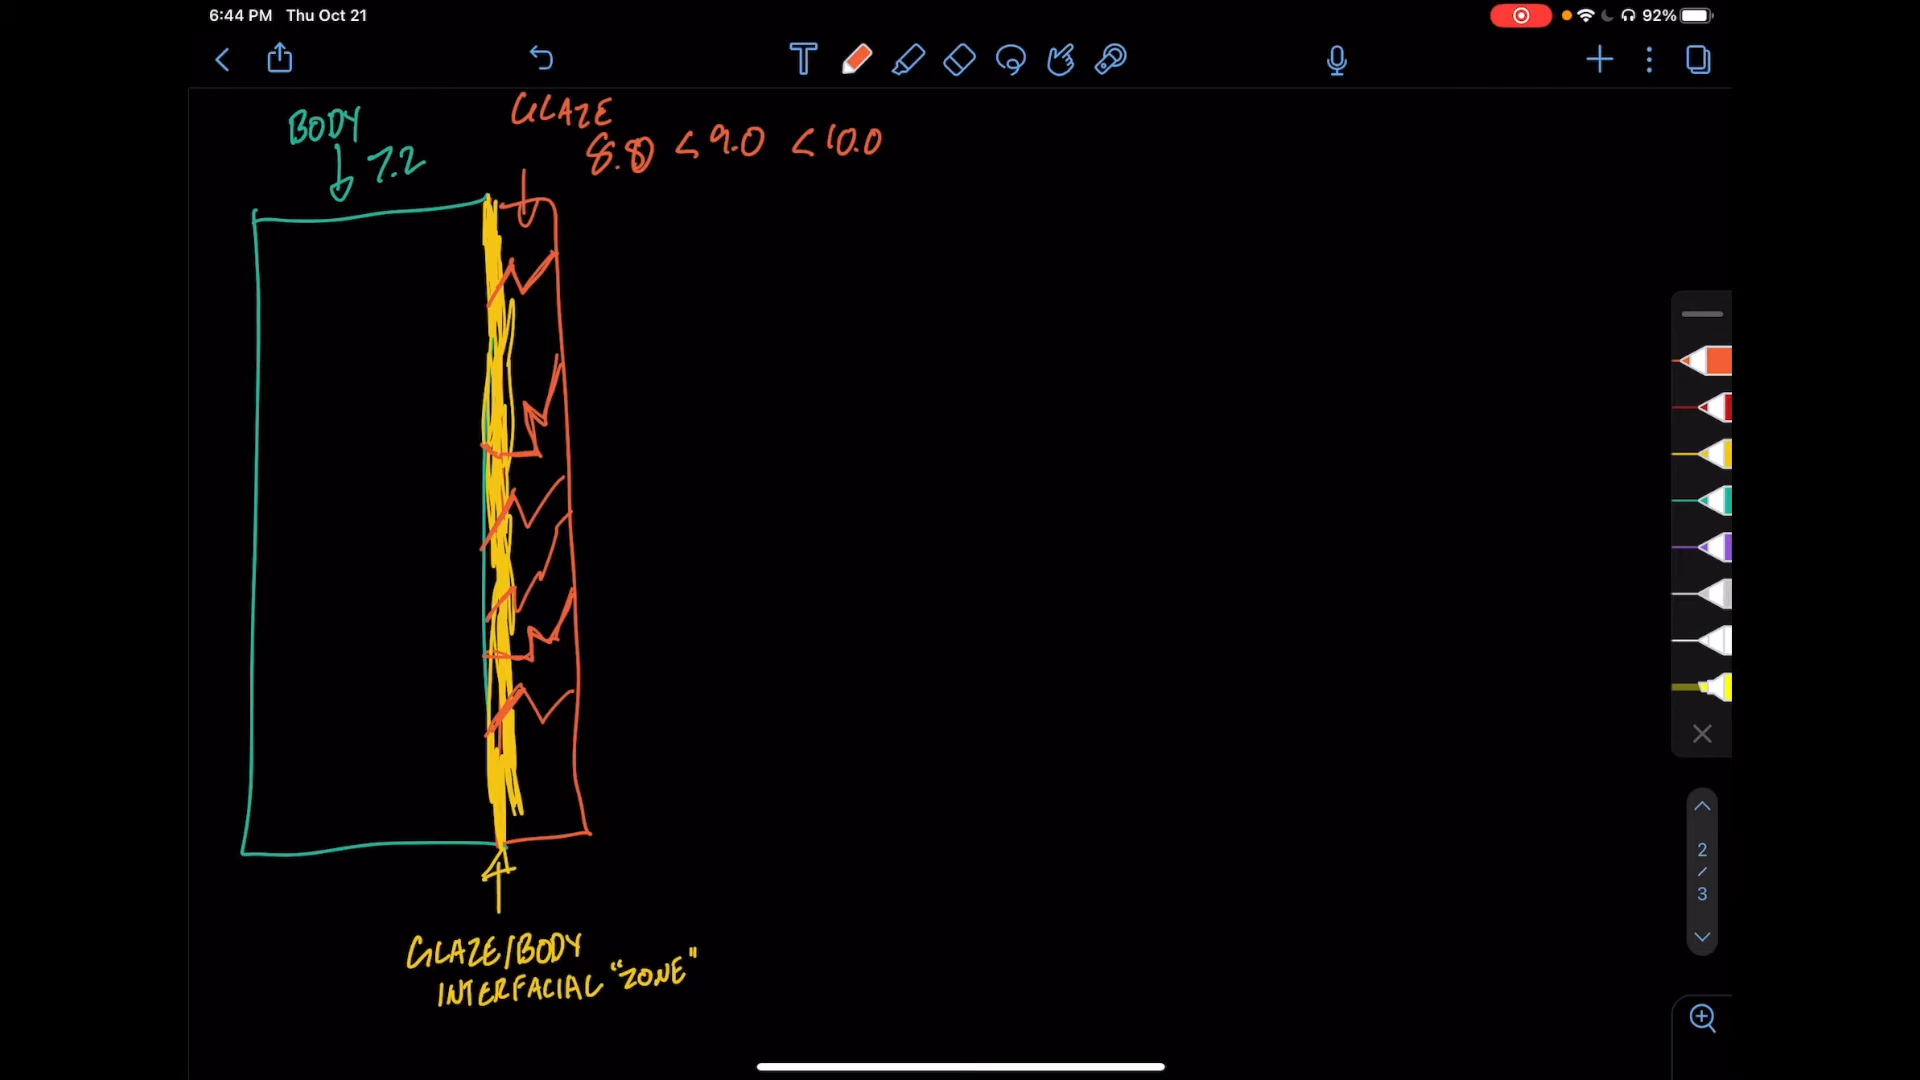 6:44 PM Thu Oct 21
92%
BODY
7.2
GLAZE
8.8 < 9.0 < 10.0
2
/
3
GLAZE/BODY
INTERFACIAL "ZONE"